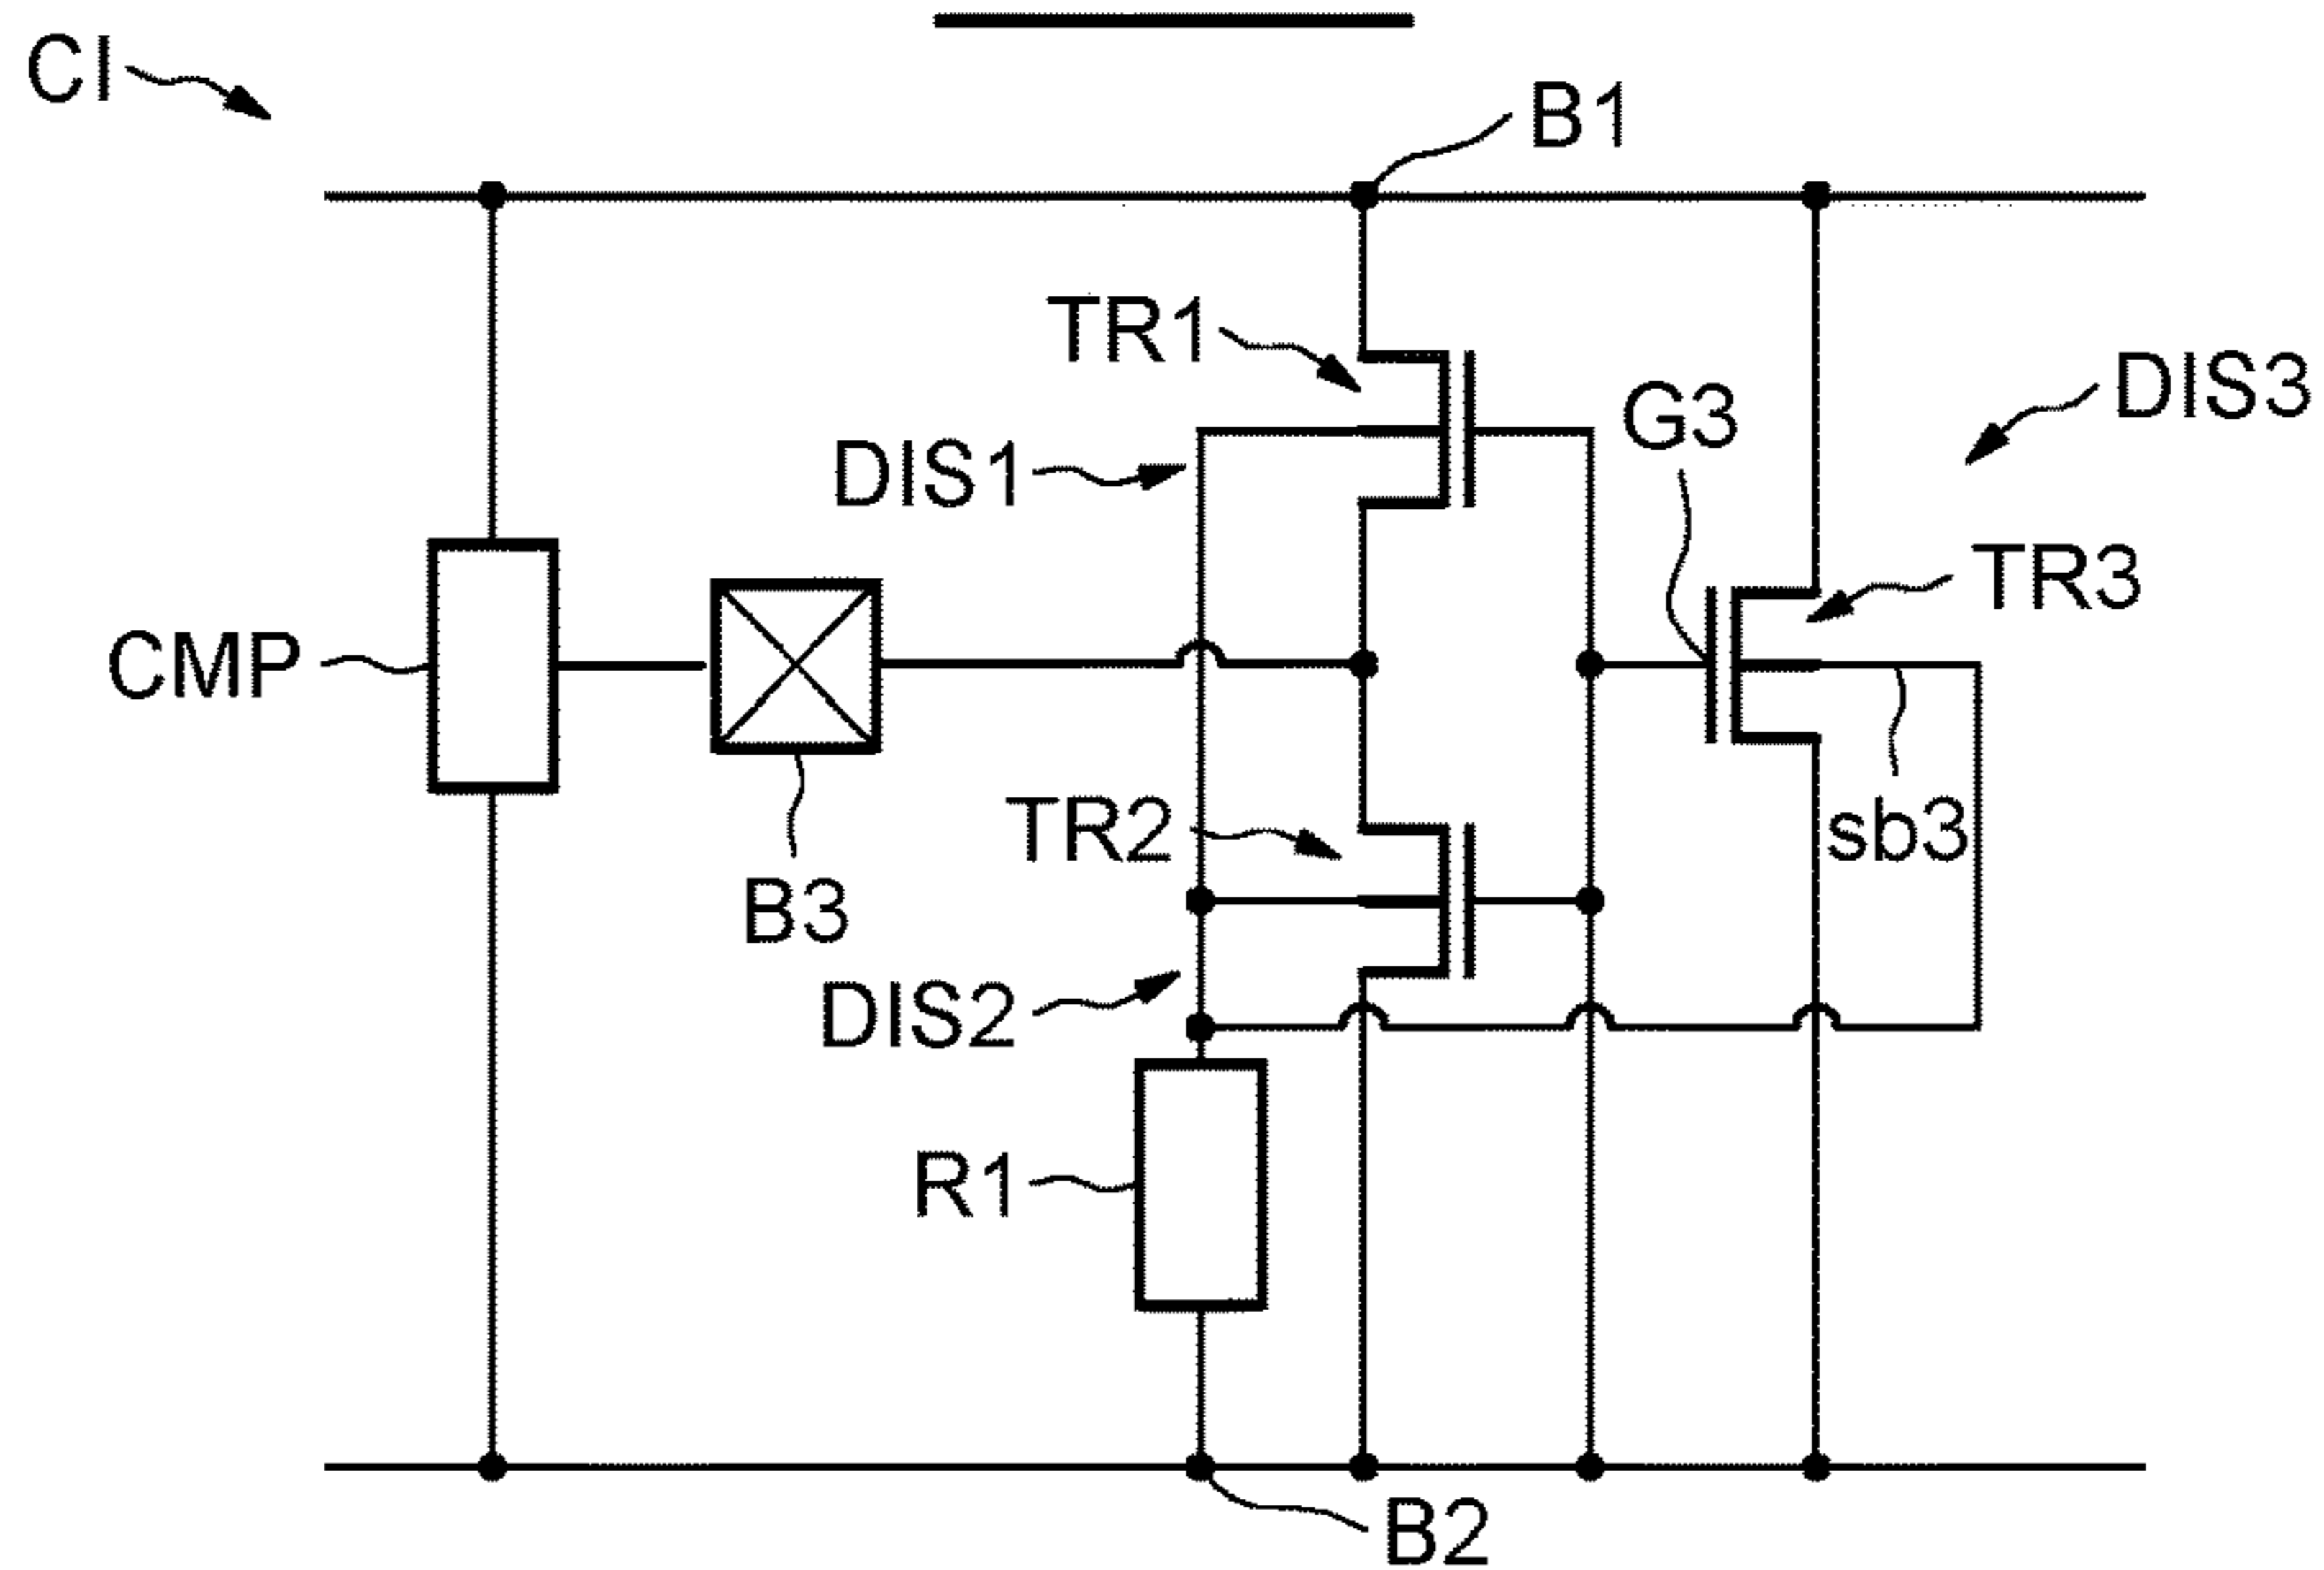 CI
B1
TR1
DIS3
G3
DIS1
TR3
CMP
TR2
sb3
B3
DIS2
R1
B2